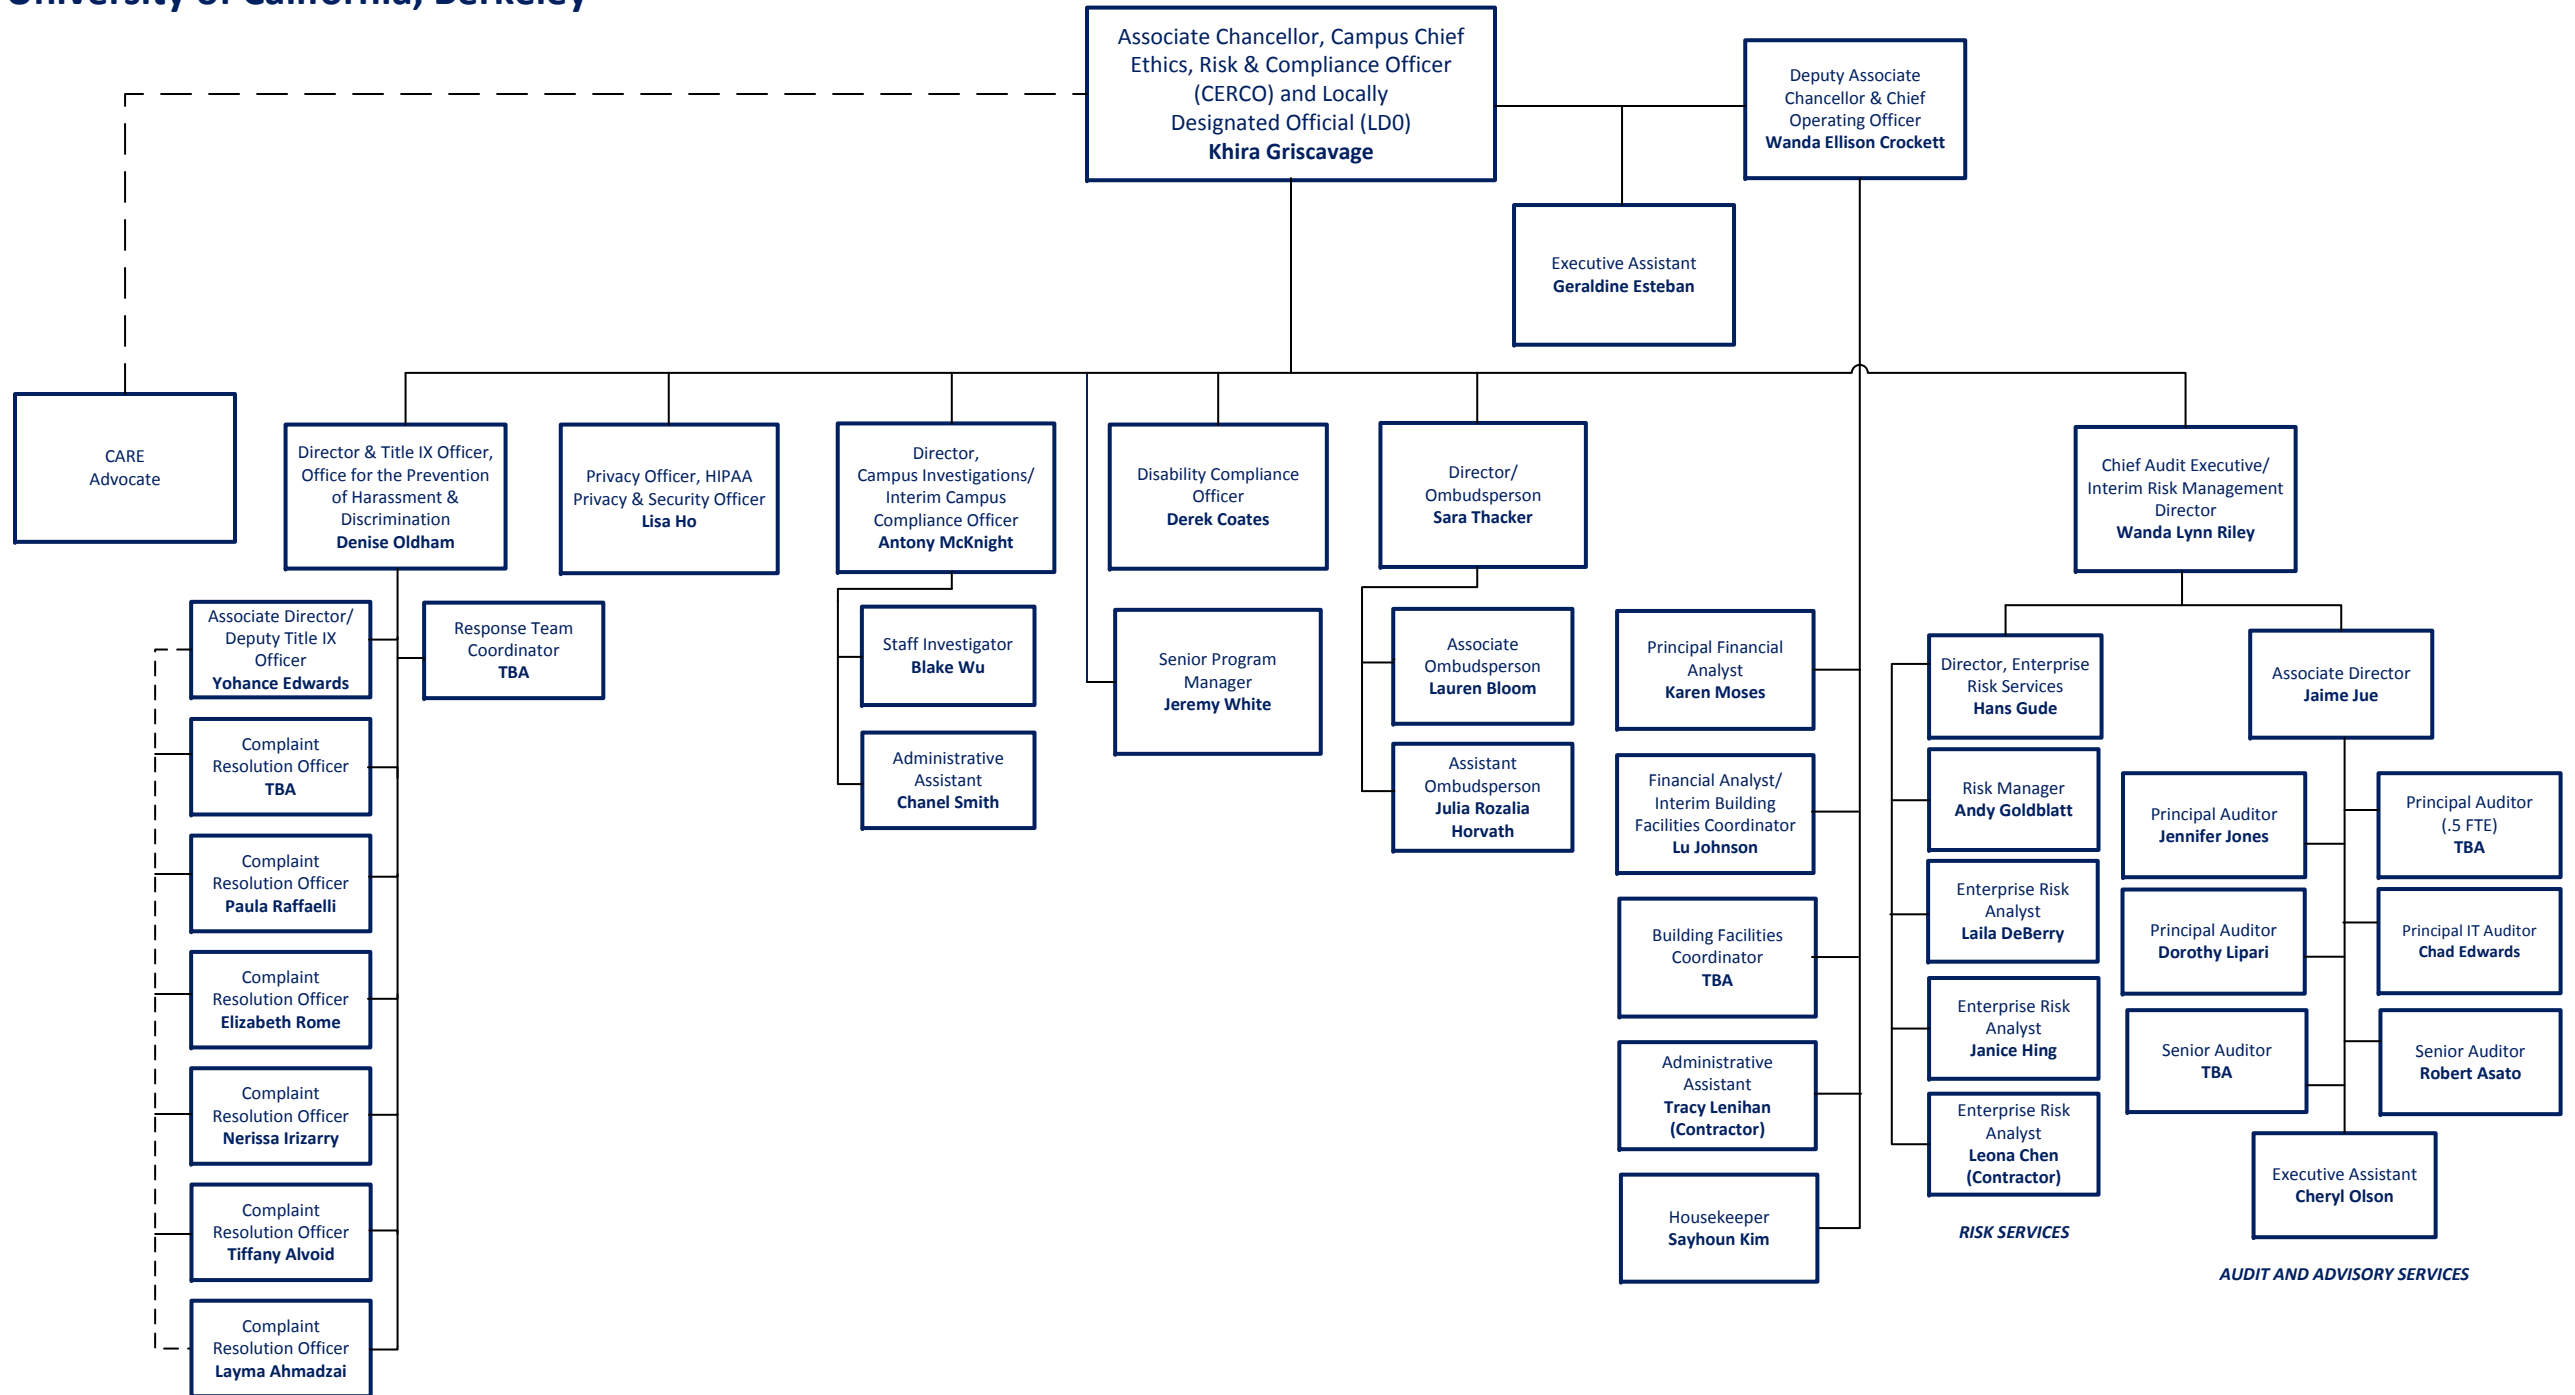 University of California, Berkeley
Associate Chancellor, Campus Chief
Ethics, Risk & Compliance Officer
(CERCO) and Locally
Designated Official (LD0)
Khira Griscavage
Deputy Associate
Chancellor & Chief
Operating Officer
Wanda Ellison Crockett
Executive Assistant
Geraldine Esteban
CARE
Advocate
Director & Title IX Officer,
Office for the Prevention
of Harassment &
Discrimination
Denise Oldham
Privacy Officer, HIPAA
Privacy & Security Officer
Lisa Ho
Director,
Campus Investigations/
Interim Campus
Compliance Officer
Antony McKnight
Disability Compliance
Officer
Derek Coates
Director/
Ombudsperson
Sara Thacker
Chief Audit Executive/
Interim Risk Management
Director
Wanda Lynn Riley
Associate Director/
Deputy Title IX
Officer
Yohance Edwards
Response Team
Coordinator
TBA
Complaint
Resolution Officer
TBA
Complaint
Resolution Officer
Paula Raffaelli
Complaint
Resolution Officer
Elizabeth Rome
Complaint
Resolution Officer
Nerissa Irizarry
Complaint
Resolution Officer
Tiffany Alvoid
Complaint
Resolution Officer
Layma Ahmadzai
Staff Investigator
Blake Wu
Administrative
Assistant
Chanel Smith
Senior Program
Manager
Jeremy White
Associate
Ombudsperson
Lauren Bloom
Assistant
Ombudsperson
Julia Rozalia
Horvath
Principal Financial
Analyst
Karen Moses
Financial Analyst/
Interim Building
Facilities Coordinator
Lu Johnson
Building Facilities
Coordinator
TBA
Administrative
Assistant
Tracy Lenihan
(Contractor)
Housekeeper
Sayhoun Kim
Director, Enterprise
Risk Services
Hans Gude
Risk Manager
Andy Goldblatt
Enterprise Risk
Analyst
Laila DeBerry
Enterprise Risk
Analyst
Janice Hing
Enterprise Risk
Analyst
Leona Chen
(Contractor)
RISK SERVICES
Associate Director
Jaime Jue
Principal Auditor
Jennifer Jones
Principal Auditor
(.5 FTE)
TBA
Principal Auditor
Dorothy Lipari
Principal IT Auditor
Chad Edwards
Senior Auditor
TBA
Senior Auditor
Robert Asato
Executive Assistant
Cheryl Olson
AUDIT AND ADVISORY SERVICES